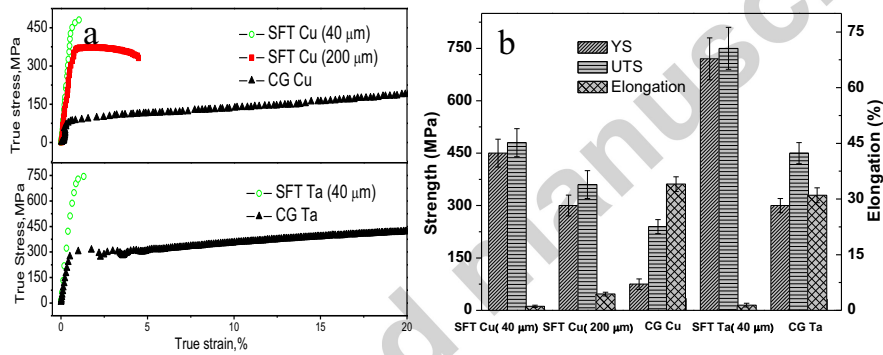 a
True stress,MPa
450
300
150
0
SFT Cu (40 μm)
SFT Cu (200 μm)
CG Cu
True Stress,MPa
750
600
450
300
150
0
SFT Ta (40 μm)
CG Ta
0 5 10 15 20
True strain,%
b
Strength (MPa)
750
600
450
300
150
0
YS
UTS
Elongation
75
60
45
30
15
0
Elongation (%)
SFT Cu( 40 μm) SFT Cu( 200 μm) CG Cu SFT Ta( 40 μm) CG Ta
d manusc